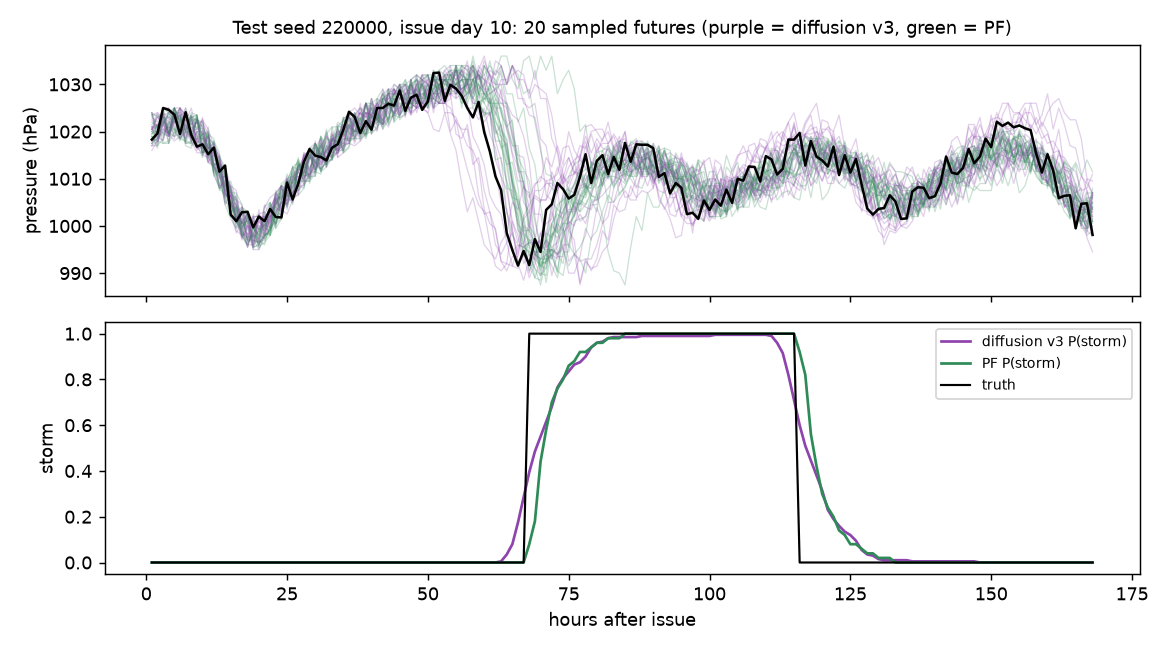 Test seed 220000, issue day 10: 20 sampled futures (purple = diffusion v3, green = PF)
pressure (hPa)
1030
1020
1010
1000
990
storm
1.0
0.8
0.6
0.4
0.2
0.0
diffusion v3 P(storm)
PF P(storm)
truth
0 25 50 75 100 125 150 175
hours after issue